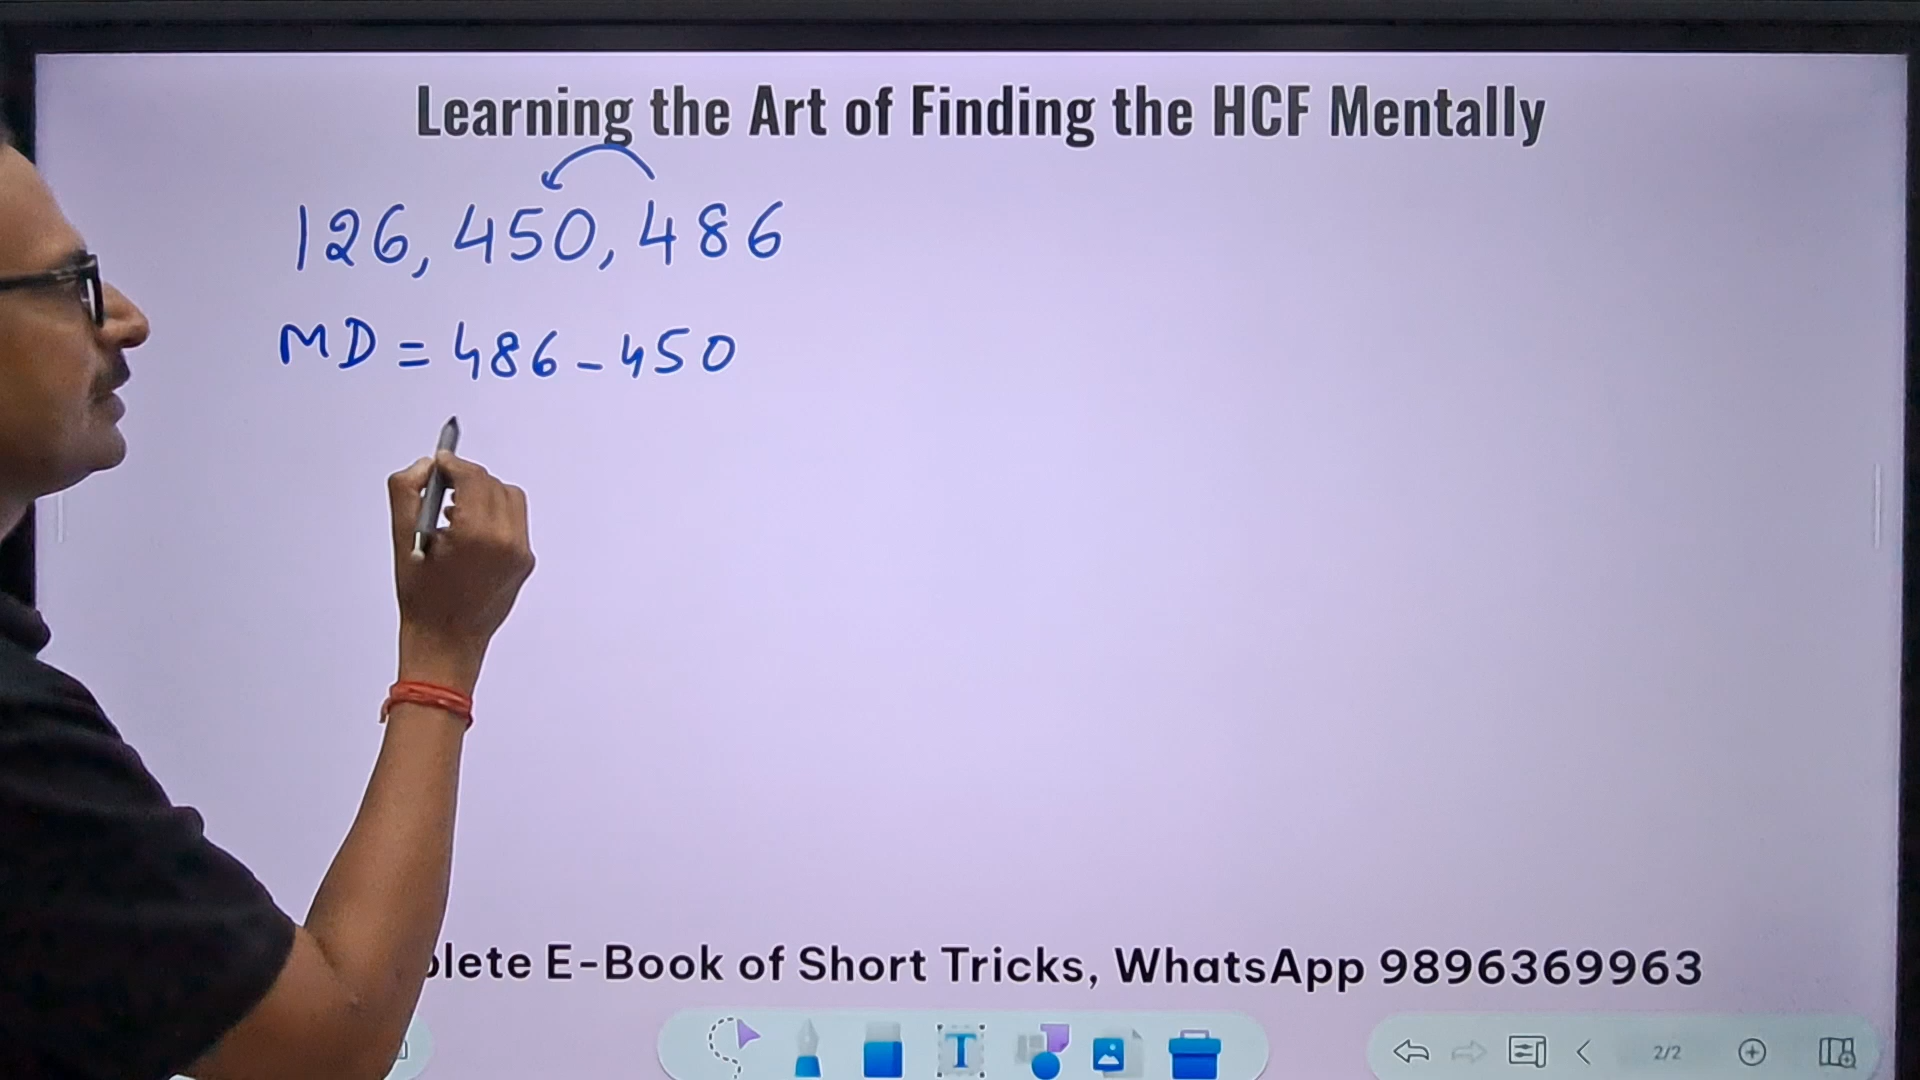 Learning the Art of Finding the HCF Mentally
126, 450, 486
MD = 486 - 450
E-Book of Short Tricks, WhatsApp 9896369963
T
2/2